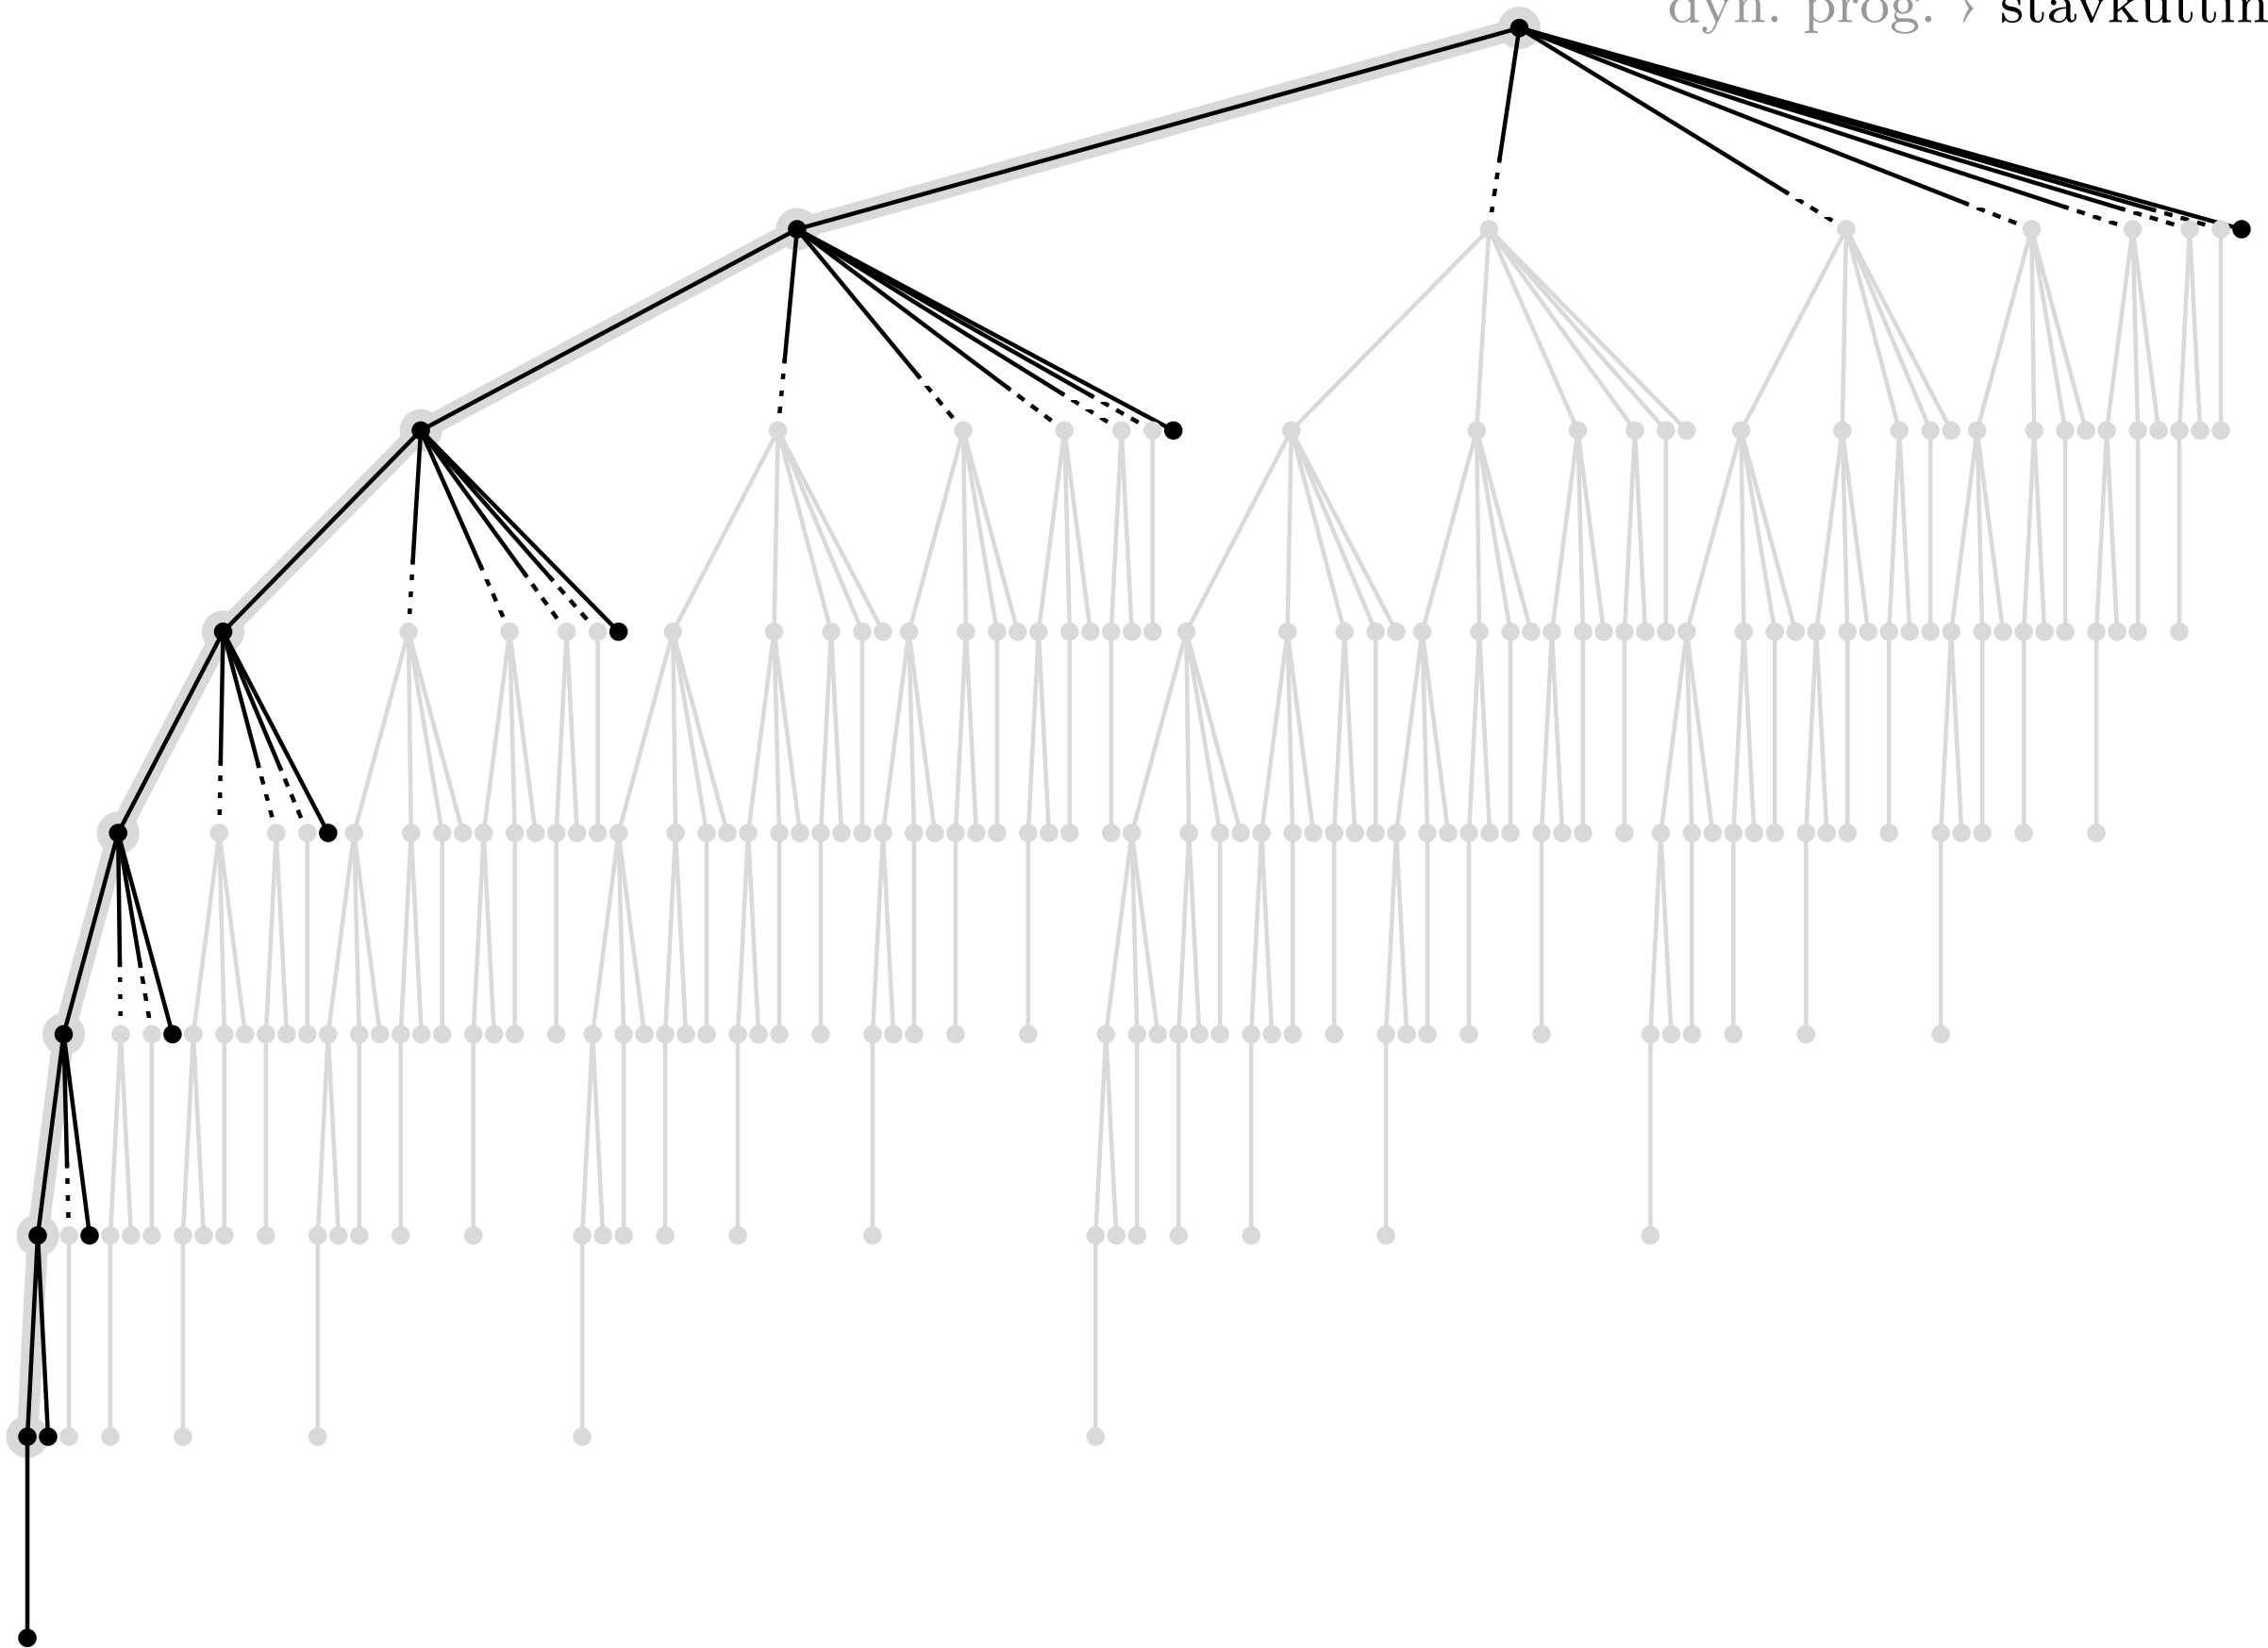 dyn. prog. › stavkuttin